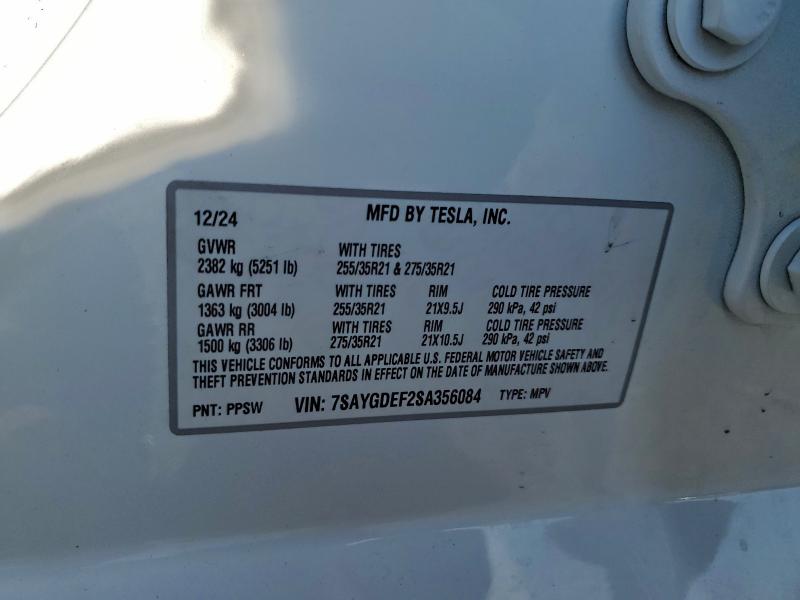 12/24 MFD BY TESLA, INC.
GVWR WITH TIRES
2382 kg (5251 lb) 255/35R21 & 275/35R21
GAWR FRT WITH TIRES RIM COLD TIRE PRESSURE
1363 kg (3004 lb) 255/35R21 21X9.5J 290 kPa, 42 psi
GAWR RR WITH TIRES RIM COLD TIRE PRESSURE
1500 kg (3306 lb) 275/35R21 21X10.5J 290 kPa, 42 psi
THIS VEHICLE CONFORMS TO ALL APPLICABLE U.S. FEDERAL MOTOR VEHICLE SAFETY AND
THEFT PREVENTION STANDARDS IN EFFECT ON THE DATE OF MANUFACTURE SHOWN ABOVE.
PNT: PPSW VIN: 7SAYGDEF2SA356084 TYPE: MPV